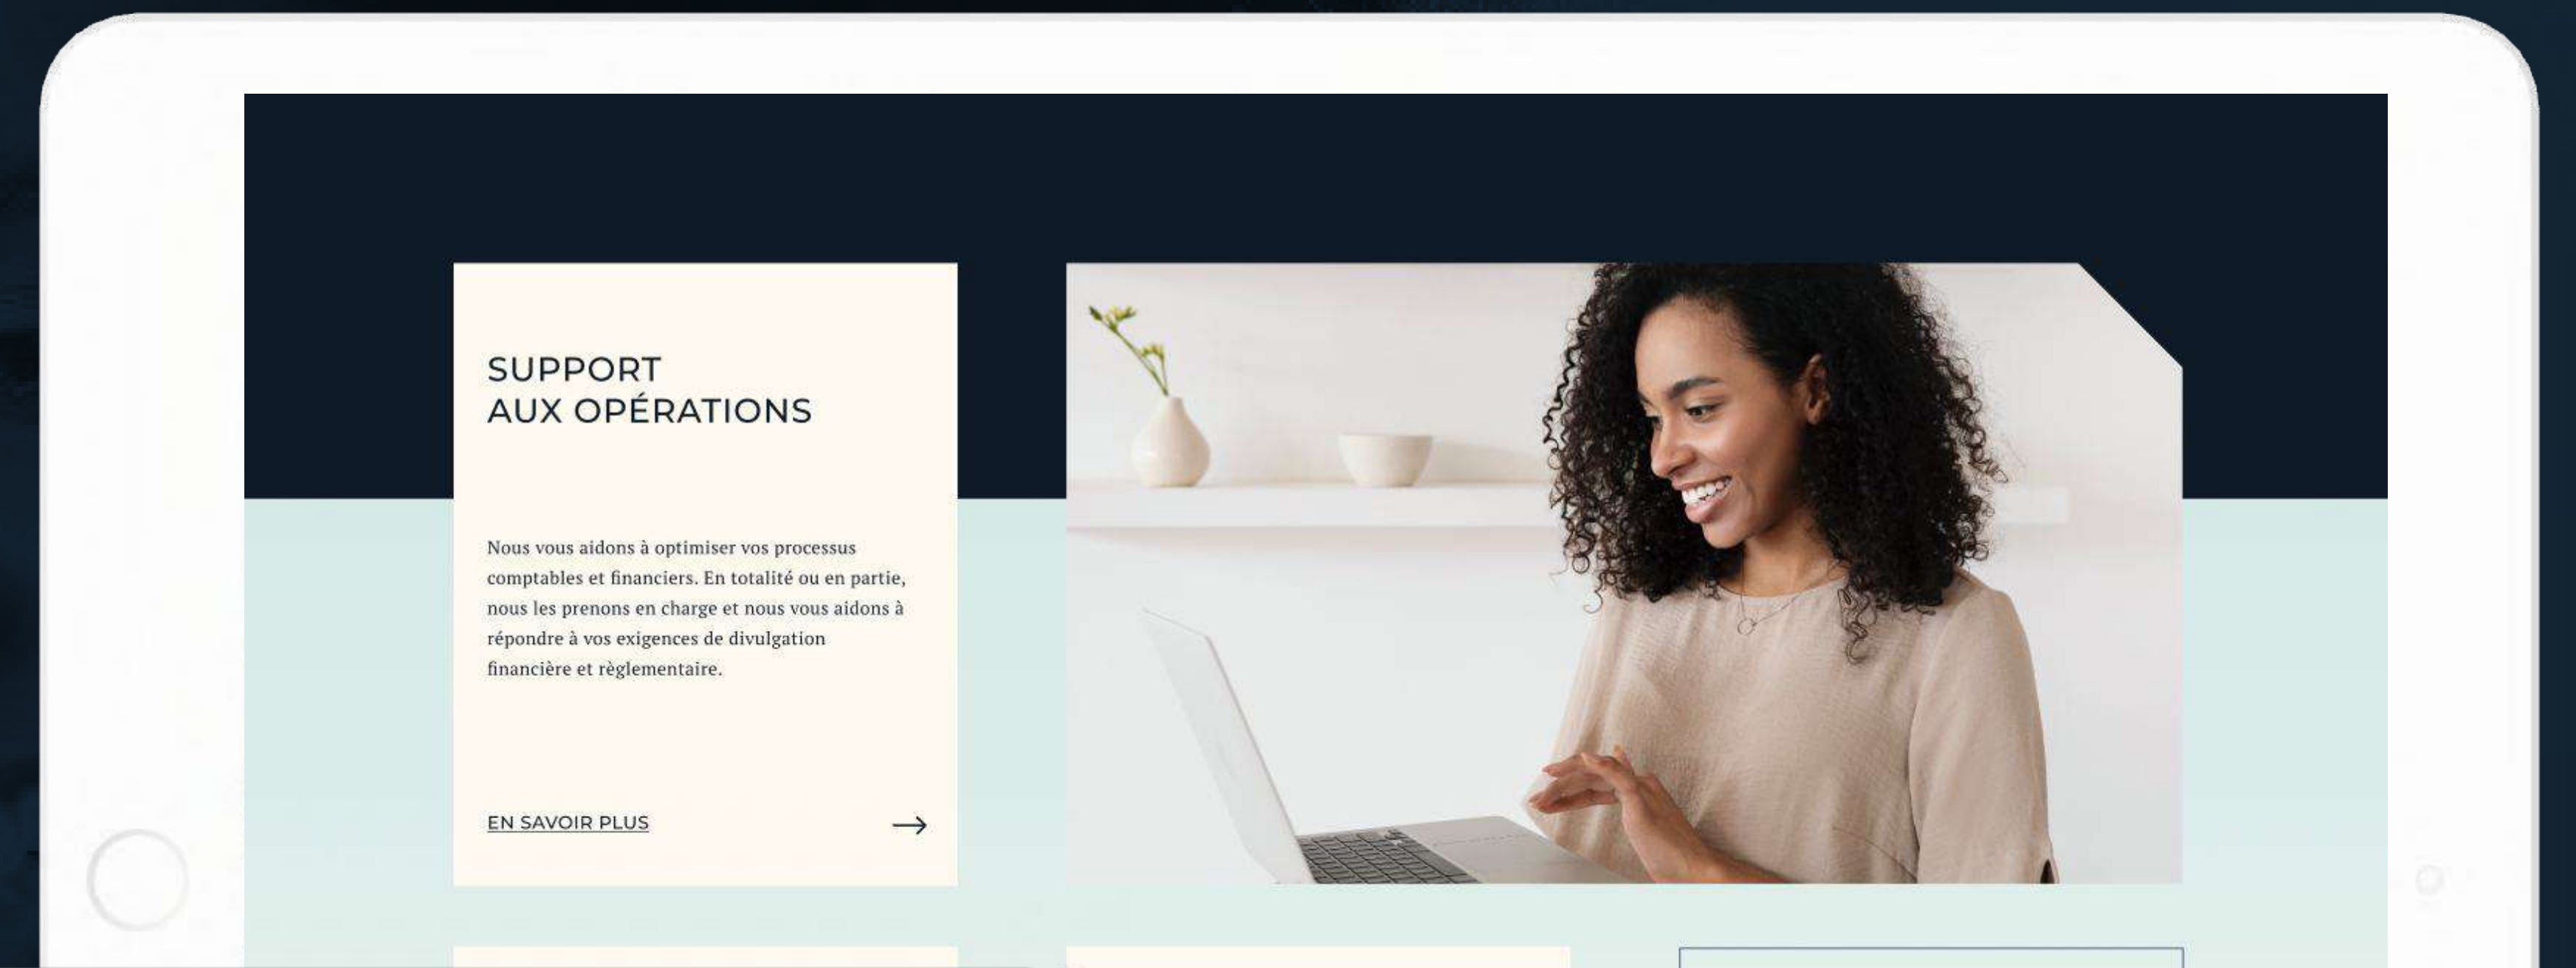 SUPPORT
AUX OPÉRATIONS
Nous vous aidons à optimiser vos processus
comptables et financiers. En totalité ou en partie,
nous les prenons en charge et nous vous aidons à
répondre à vos exigences de divulgation
financière et règlementaire.
EN SAVOIR PLUS